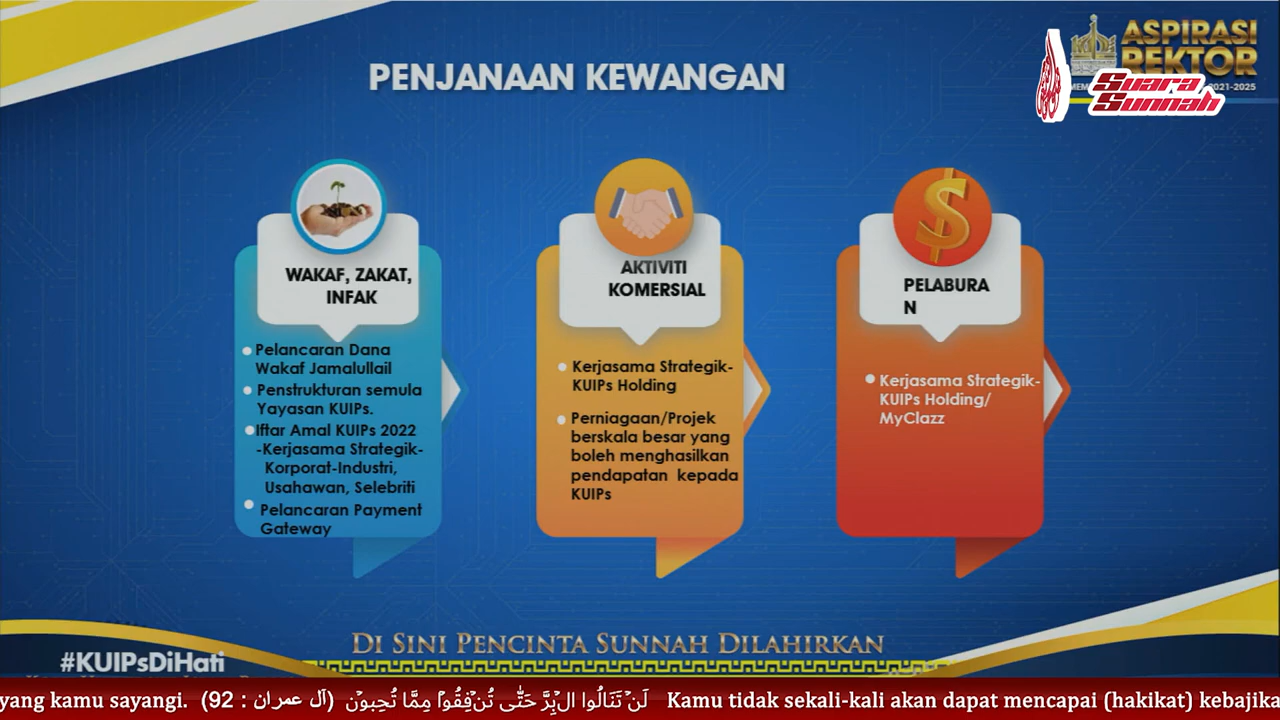 PENJANAAN KEWANGAN
ASPIRASI
REKTOR
2021-2025
Suara
Sunnah
WAKAF, ZAKAT,
INFAK
Pelancaran Dana
Wakaf Jamalullail
Penstrukturan semula
Yayasan KUIPs.
Iftar Amal KUIPs 2022
-Kerjasama Strategik-
Korporat-Industri,
Usahawan, Selebriti
Pelancaran Payment
Gateway
AKTIVITI
KOMERSIAL
Kerjasama Strategik-
KUIPs Holding
Perniagaan/Projek
berskala besar yang
boleh menghasilkan
pendapatan kepada
KUIPs
PELABURA
N
Kerjasama Strategik-
KUIPs Holding/
MyClazz
DI SINI PENCINTA SUNNAH DILAHIRKAN
#KUIPsDiHati
yang kamu sayangi. (92 : آل عمران) لَنْ تَنَالُوا الْبِرَّ حَتَّى تُنْفِقُوا مِمَّا تُحِبُّونَ Kamu tidak sekali-kali akan dapat mencapai (hakikat) kebajika